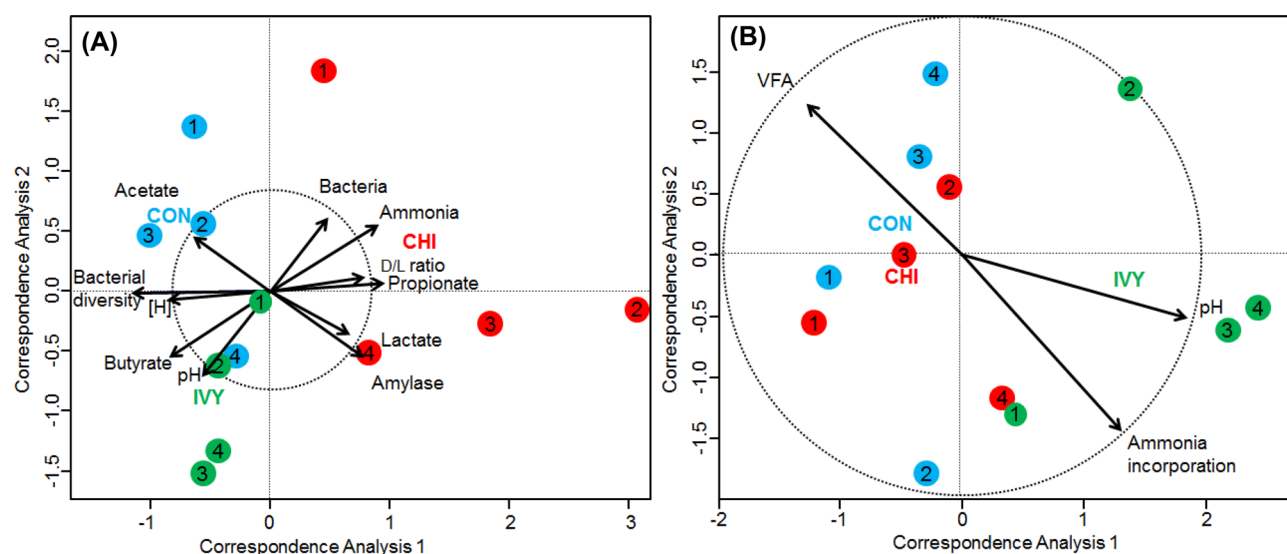 (A)
Correspondence Analysis 2
2.0
1.5
1.0
0.5
0.0
-0.5
-1.0
-1.5
1
1
Acetate
Bacteria
CON
2
Ammonia
3
CHI
D/L ratio
Bacterial
diversity
Propionate
[H]
1
2
3
Butyrate
4
Lactate
pH
2
4
Amylase
IVY
4
3
-1
0
1
2
3
Correspondence Analysis 1
(B)
Correspondence Analysis 2
1.5
1.0
0.5
0.0
-0.5
-1.0
-1.5
VFA
4
2
3
2
CON
3
CHI
IVY
1
pH
4
1
3
4
1
Ammonia
incorporation
2
-2
-1
0
1
2
Correspondence Analysis 1